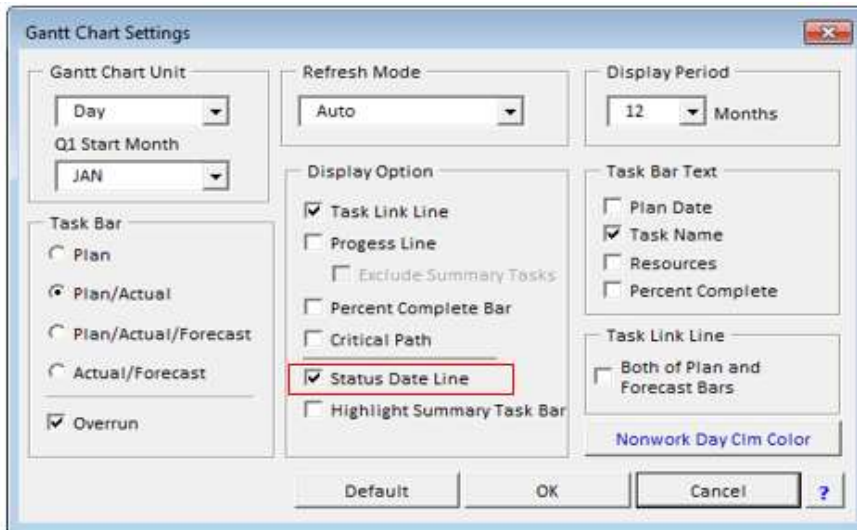 Gantt Chart Settings
Gantt Chart Unit
Day
Q1 Start Month
JAN
Task Bar
Plan
Plan/Actual
Plan/Actual/Forecast
Actual/Forecast
Overrun
Refresh Mode
Auto
Display Option
Task Link Line
Progess Line
Exclude Summary Tasks
Percent Complete Bar
Critical Path
Status Date Line
Highlight Summary Task Bar
Display Period
12 Months
Task Bar Text
Plan Date
Task Name
Resources
Percent Complete
Task Link Line
Both of Plan and
Forecast Bars
Nonwork Day Clm Color
Default
OK
Cancel
?